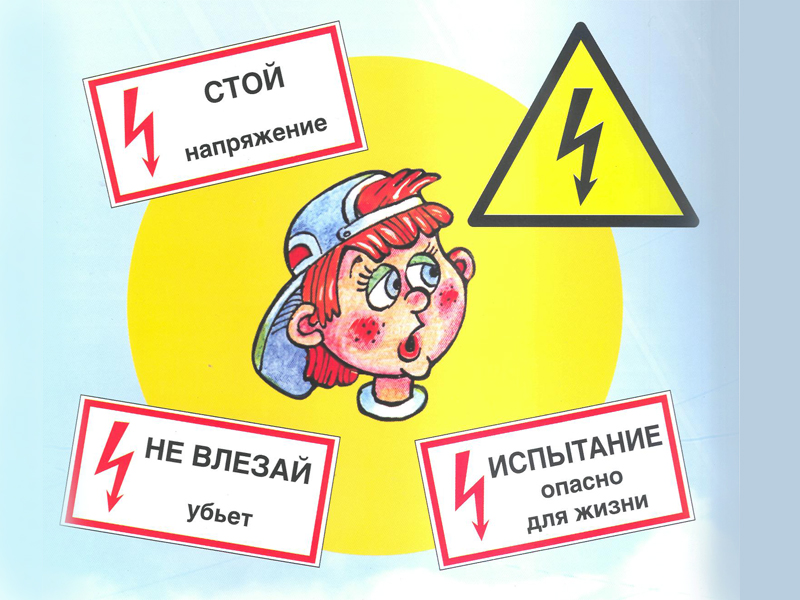 СТОЙ
напряжение
НЕ ВЛЕЗАЙ
убьет
ИСПЫТАНИЕ
опасно
для жизни